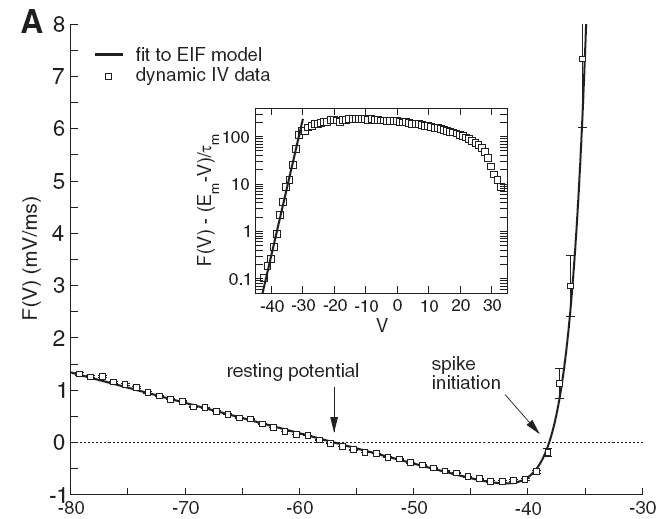 A
8
fit to EIF model
dynamic IV data
7
6
5
4
3
2
1
0
-1
F(V) (mV/ms)
100
10
1
0.1
F(V) - (Em-V)/τm
-40 -30 -20 -10 0 10 20 30
V
resting potential
spike
initiation
-80 -70 -60 -50 -40 -30